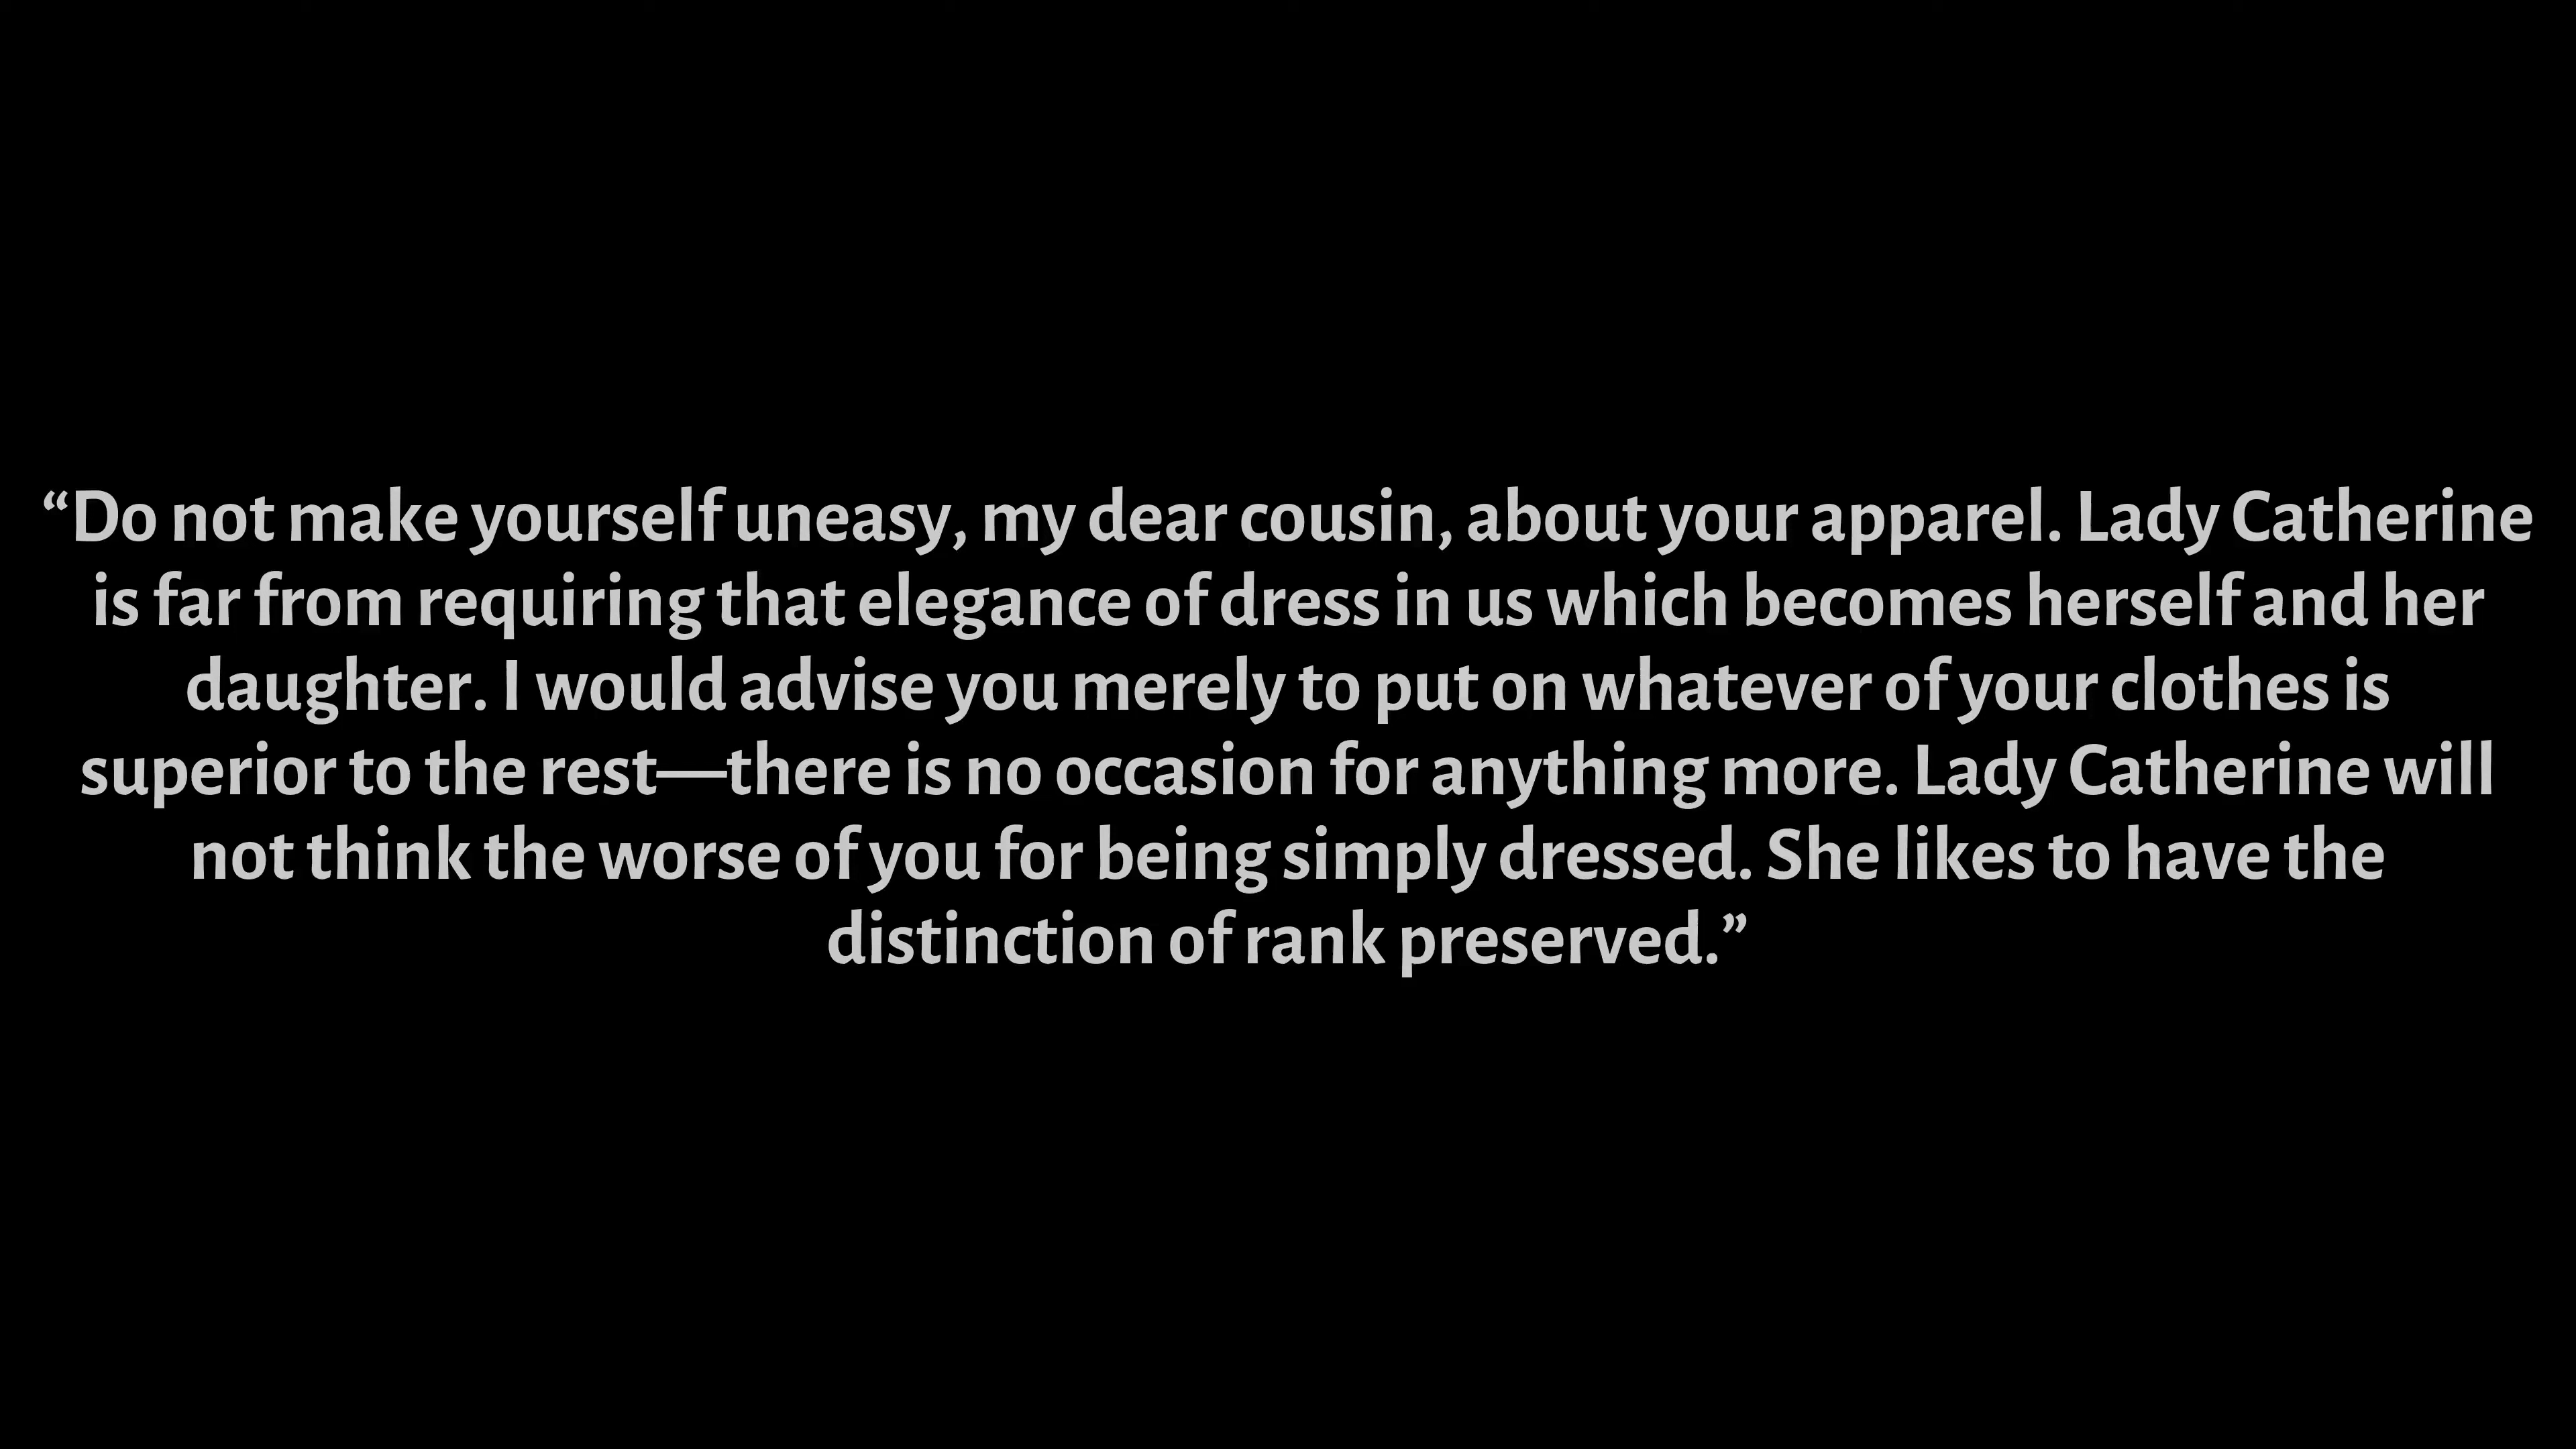 “Do not make yourself uneasy, my dear cousin, about your apparel. Lady Catherine
is far from requiring that elegance of dress in us which becomes herself and her
daughter. I would advise you merely to put on whatever of your clothes is
superior to the rest—there is no occasion for anything more. Lady Catherine will
not think the worse of you for being simply dressed. She likes to have the
distinction of rank preserved.”